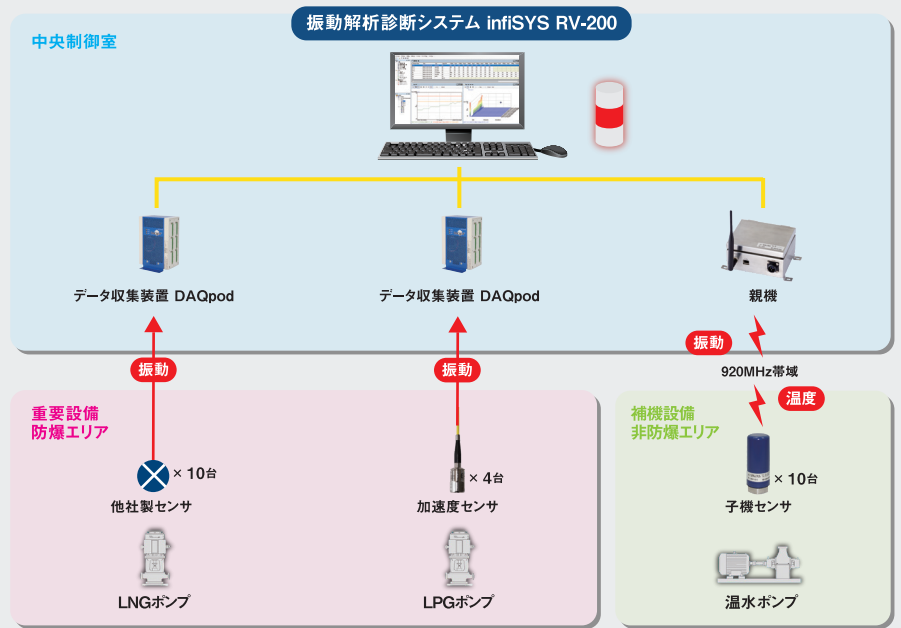 振動解析診断システム infiSYS RV-200
中央制御室
データ収集装置 DAQpod
データ収集装置 DAQpod
親機
振動
振動
振動
920MHz帯域
温度
重要設備
防爆エリア
補機設備
非防爆エリア
× 10台
× 4台
× 10台
他社製センサ
加速度センサ
子機センサ
LNGポンプ
LPGポンプ
温水ポンプ